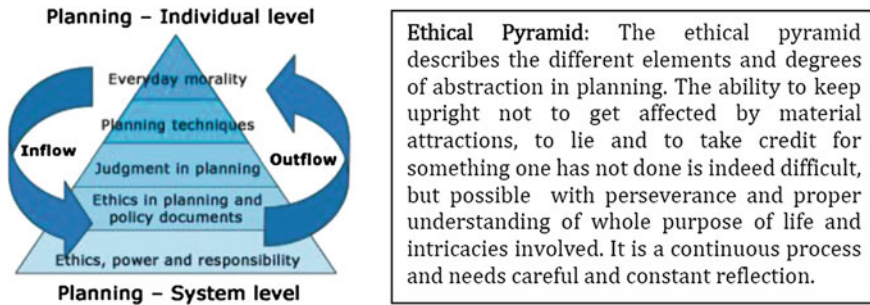 Planning – Individual level
Everyday morality
Planning techniques
Inflow
Outflow
Judgment in planning
Ethics in planning and
policy documents
Ethics, power and responsibility
Planning – System level
Ethical Pyramid: The ethical pyramid
describes the different elements and degrees
of abstraction in planning. The ability to keep
upright not to get affected by material
attractions, to lie and to take credit for
something one has not done is indeed difficult,
but possible with perseverance and proper
understanding of whole purpose of life and
intricacies involved. It is a continuous process
and needs careful and constant reflection.